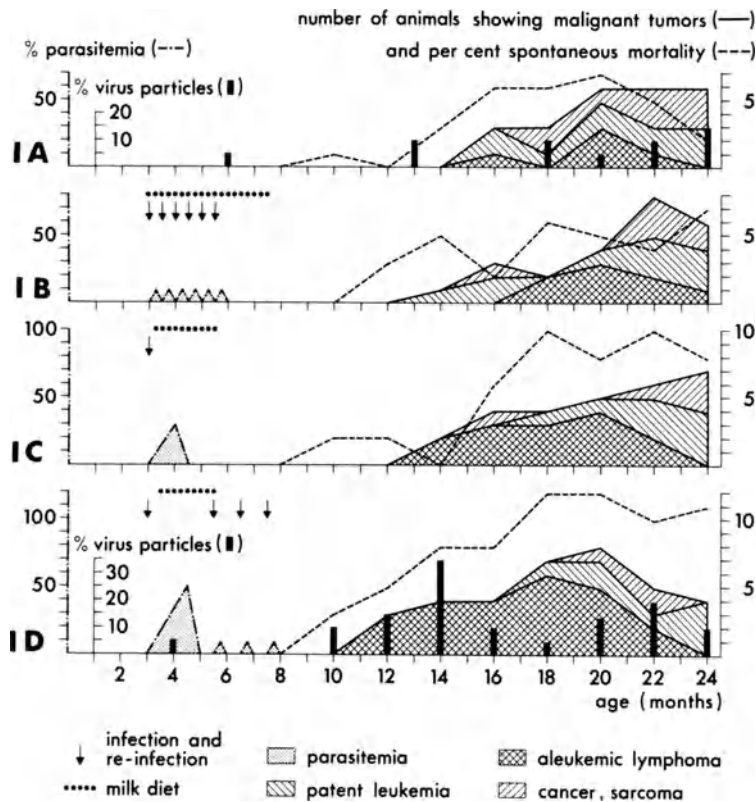 number of animals showing malignant tumors (—)
% parasitemia (-·-) and per cent spontaneous mortality (----)
% virus particles (▮)
50
20
10
5
IA
50
5
IB
100
50
10
5
IC
100
% virus particles (▮)
50
30
20
10
10
5
ID
2 4 6 8 10 12 14 16 18 20 22 24
age (months)
infection and
re-infection
parasitemia
aleukemic lymphoma
milk diet
patent leukemia
cancer, sarcoma